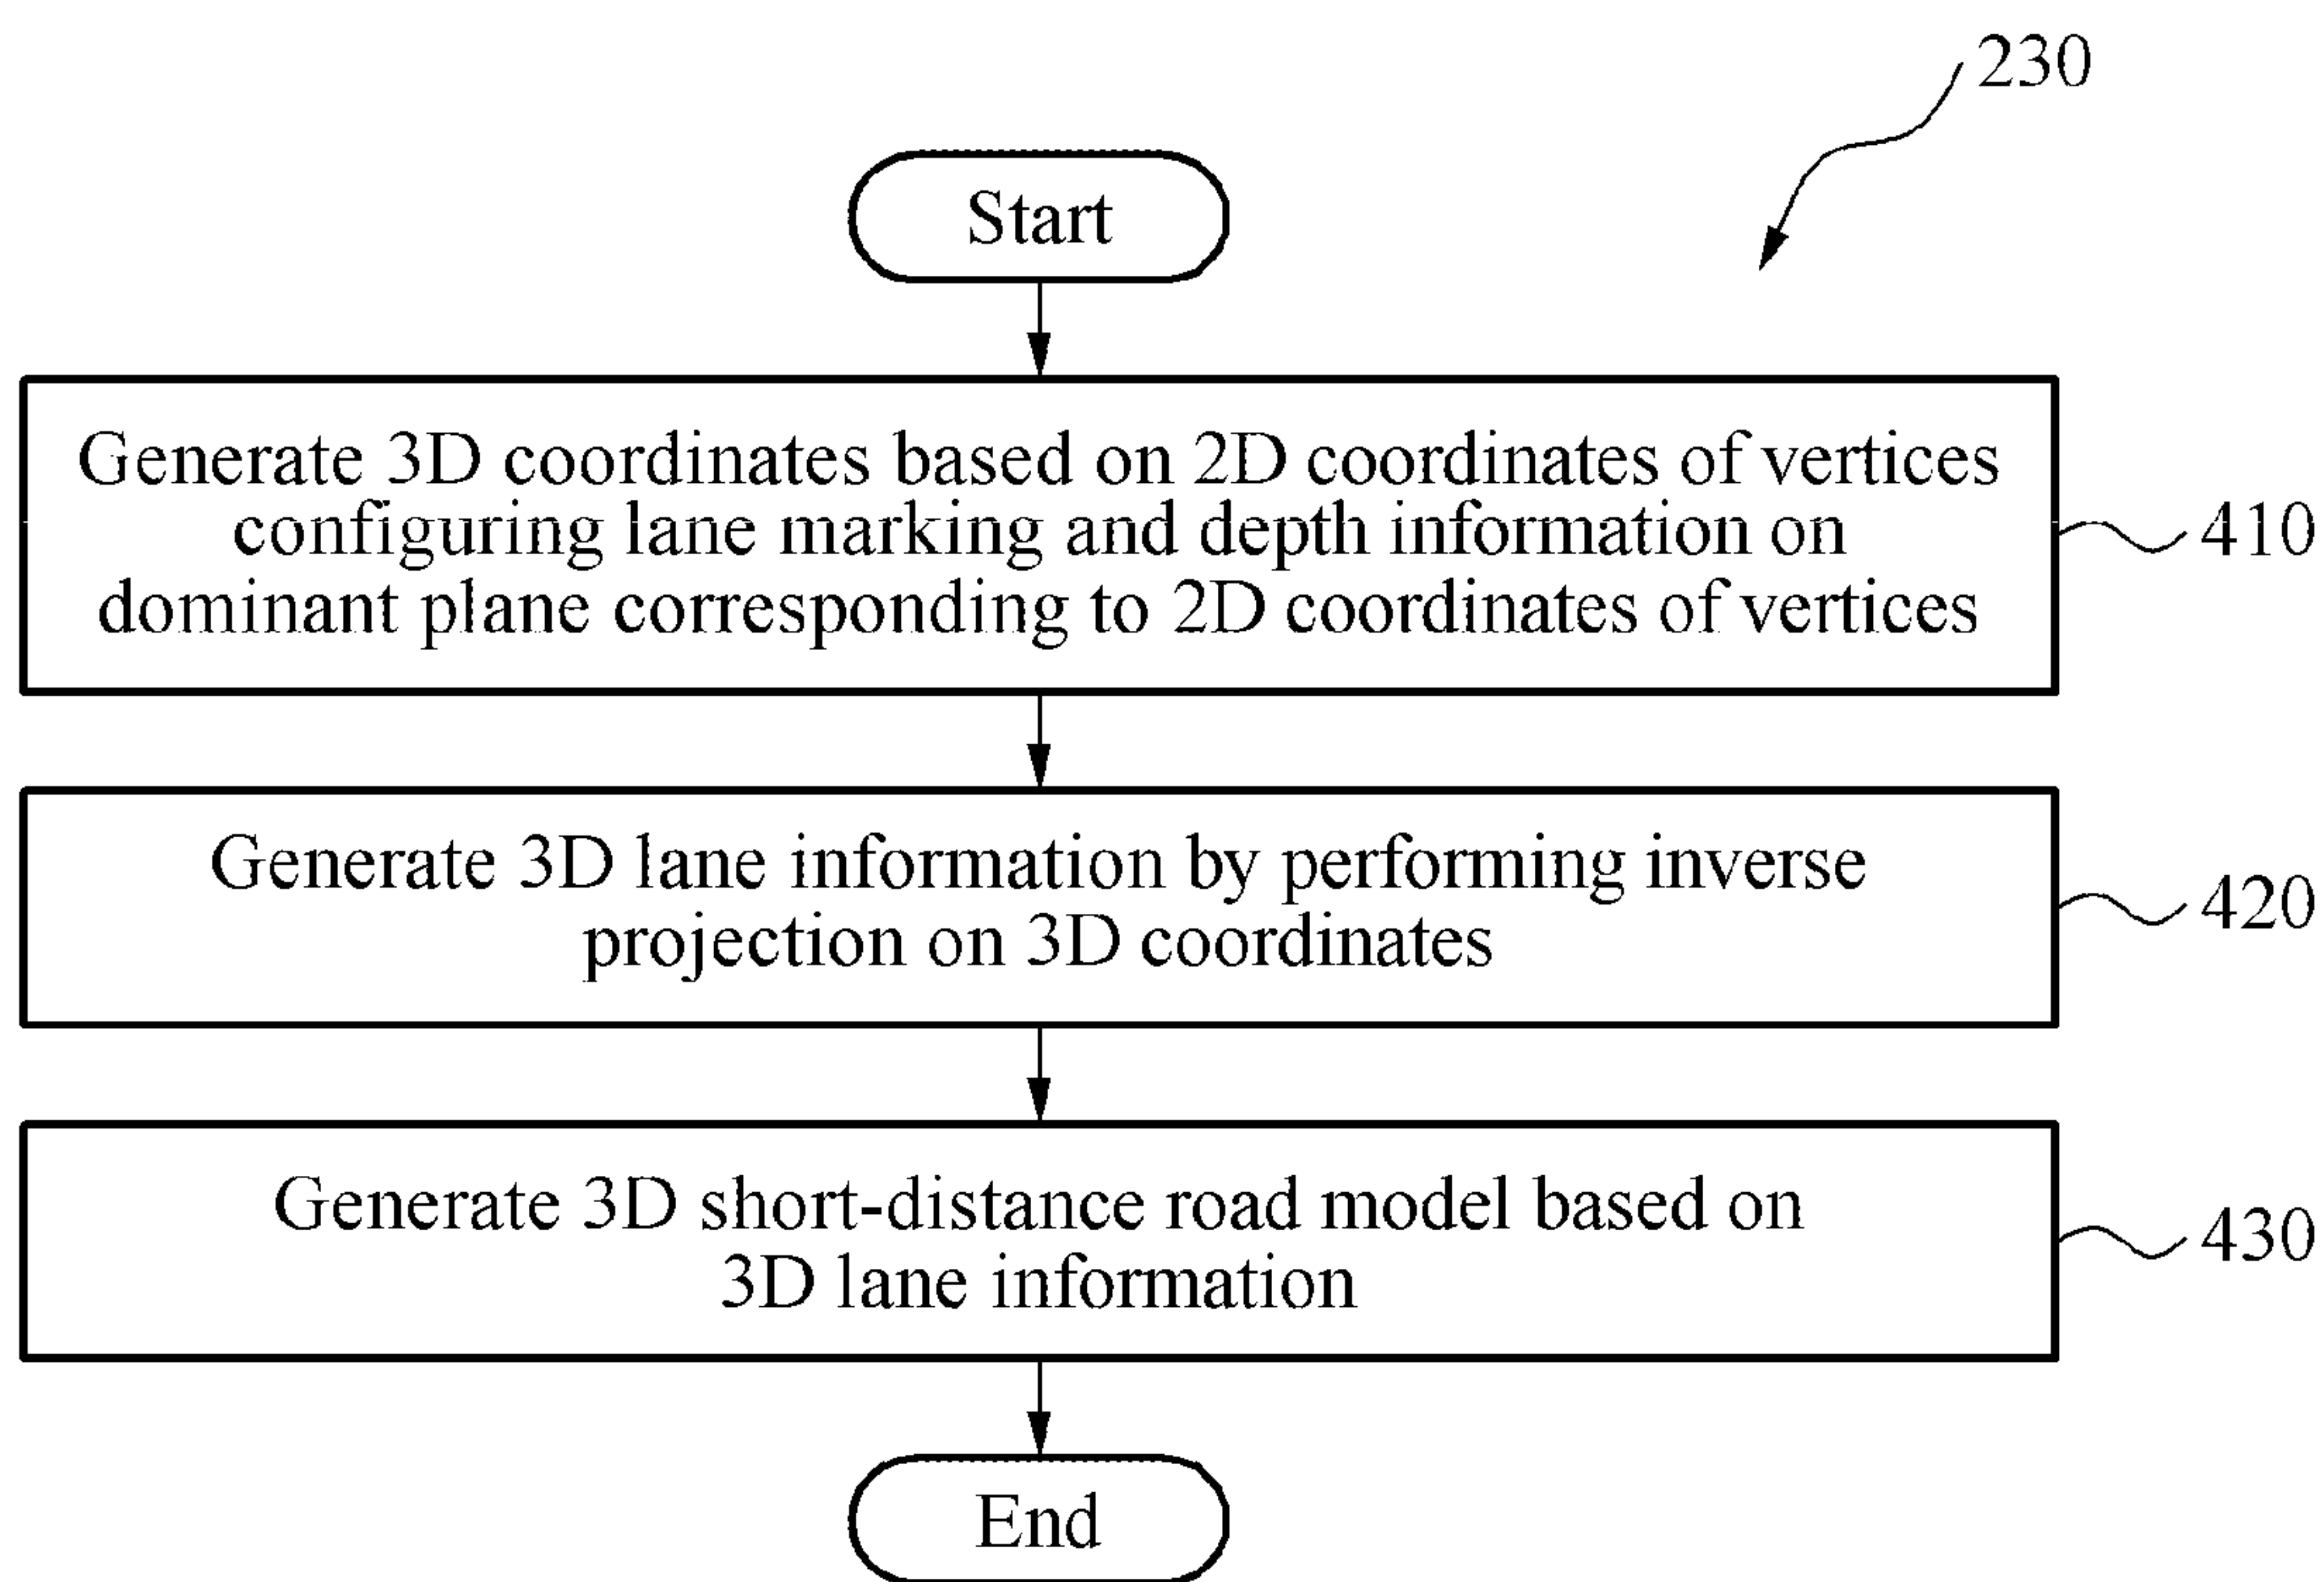 230
Start
Generate 3D coordinates based on 2D coordinates of vertices
configuring lane marking and depth information on
dominant plane corresponding to 2D coordinates of vertices
410
Generate 3D lane information by performing inverse
projection on 3D coordinates
420
Generate 3D short-distance road model based on
3D lane information
430
End